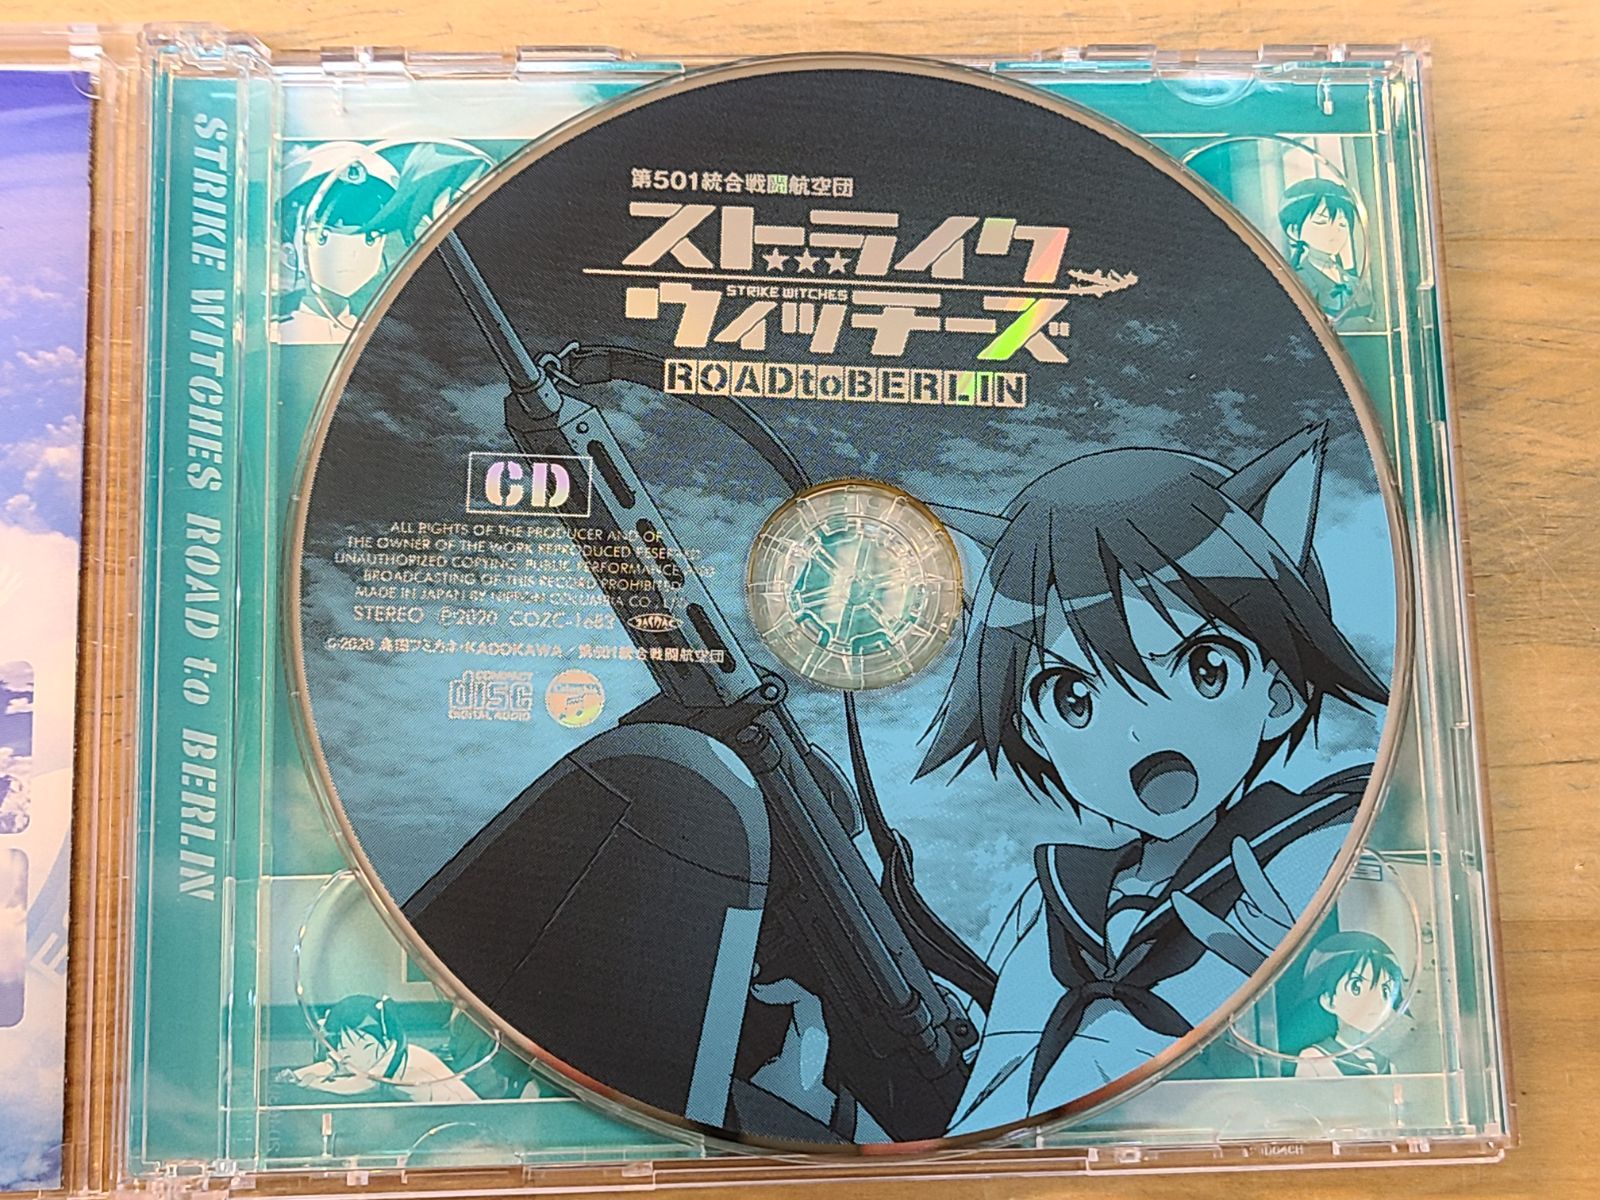 STRIKE WITCHES ROAD to BERLIN
第501統合戦闘航空団
ストライク
STRIKE WITCHES
ウィッチーズ
ROADtoBERLIN
CD
ALL RIGHTS OF THE PRODUCER AND OF
THE OWNER OF THE WORK REPRODUCED RESERVED
UNAUTHORIZED COPYING PUBLIC PERFORMANCE AND
BROADCASTING OF THIS RECORD PROHIBITED
MADE IN JAPAN BY NIPPON COLUMBIA CO., LTD.
STEREO ℗2020 COZC-1683 JASRAC
©2020 島田フミカネ・KADOKAWA／第501統合戦闘航空団
COMPACT
disc
DIGITAL AUDIO